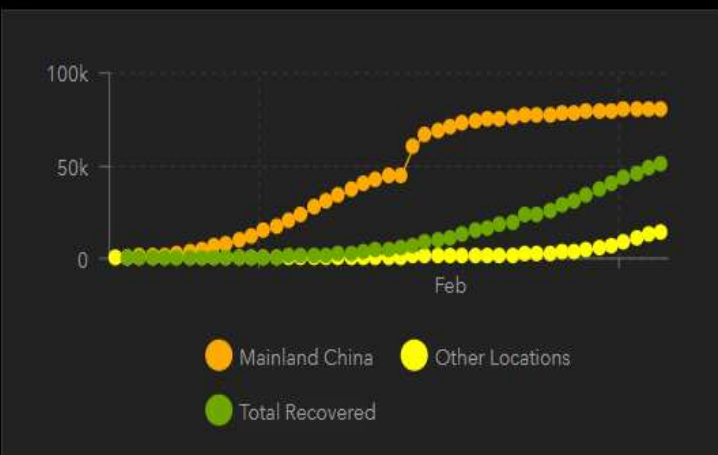 100k
50k
0
Feb
Mainland China Other Locations
Total Recovered